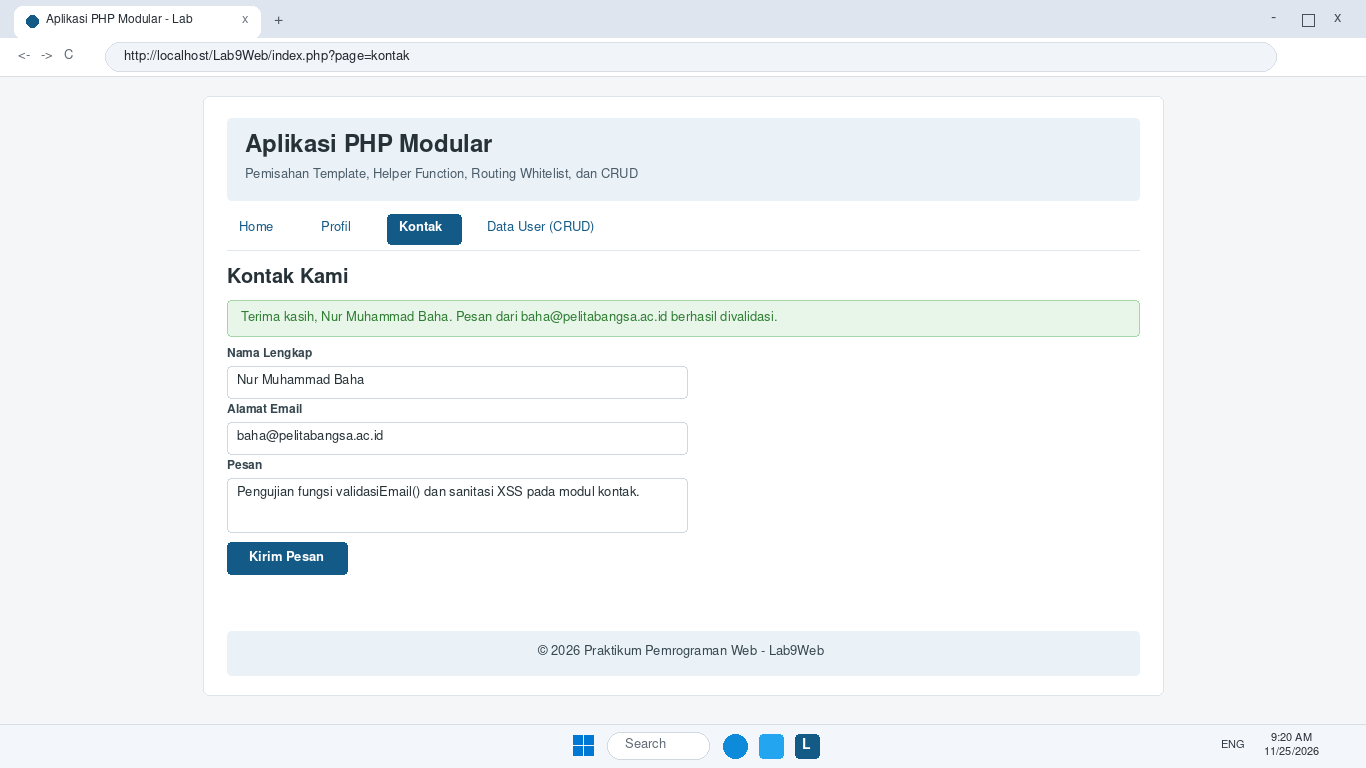 Aplikasi PHP Modular - Lab x +
- x
<- -> C http://localhost/Lab9Web/index.php?page=kontak
Aplikasi PHP Modular
Pemisahan Template, Helper Function, Routing Whitelist, dan CRUD
Home Profil Kontak Data User (CRUD)
Kontak Kami
Terima kasih, Nur Muhammad Baha. Pesan dari baha@pelitabangsa.ac.id berhasil divalidasi.
Nama Lengkap
Nur Muhammad Baha
Alamat Email
baha@pelitabangsa.ac.id
Pesan
Pengujian fungsi validasiEmail() dan sanitasi XSS pada modul kontak.
Kirim Pesan
© 2026 Praktikum Pemrograman Web - Lab9Web
Search L ENG 9:20 AM
11/25/2026